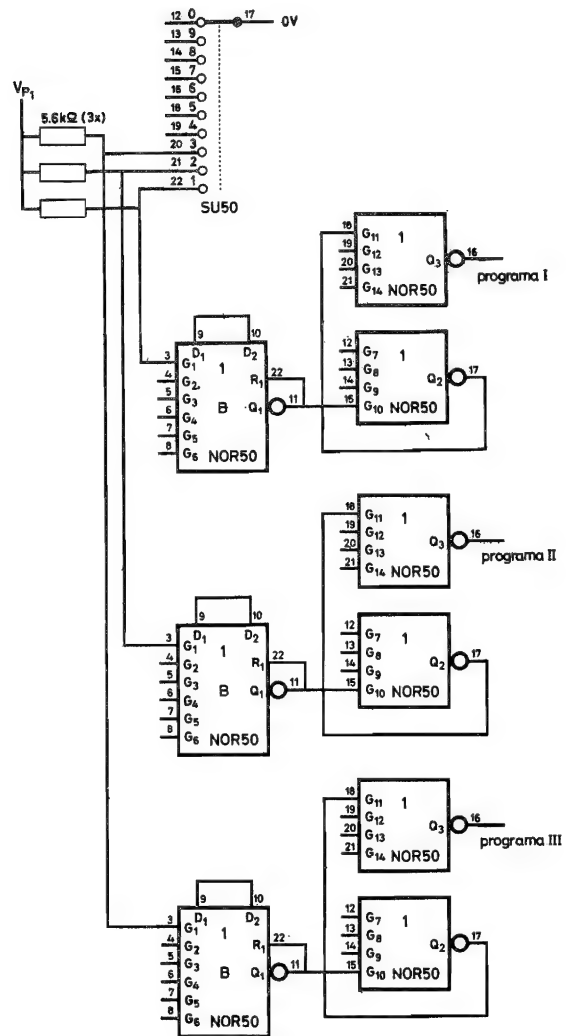 12 0 17 0V
13 9
14 8
15 7
16 6
18 5
19 4
20 3
21 2
22 1
SU50
VP1
5.6kΩ (3x)
18 G11 1
19 G12
20 G13 Q3 16
21 G14 NOR50
programa I
9 10
D1 D2
3 G1 1
4 G2
5 G3 R1 22
6 G4 B
7 G5 Q1 11
8 G6 NOR50
12 G7 1
13 G8
14 G9 Q2 17
15 G10 NOR50
18 G11 1
19 G12
20 G13 Q3 16
21 G14 NOR50
programa II
9 10
D1 D2
3 G1 1
4 G2
5 G3 R1 22
6 G4 B
7 G5 Q1 11
8 G6 NOR50
12 G7 1
13 G8
14 G9 Q2 17
15 G10 NOR50
18 G11 1
19 G12
20 G13 Q3 16
21 G14 NOR50
programa III
9 10
D1 D2
3 G1 1
4 G2
5 G3 R1 22
6 G4 B
7 G5 Q1 11
8 G6 NOR50
12 G7 1
13 G8
14 G9 Q2 17
15 G10 NOR50